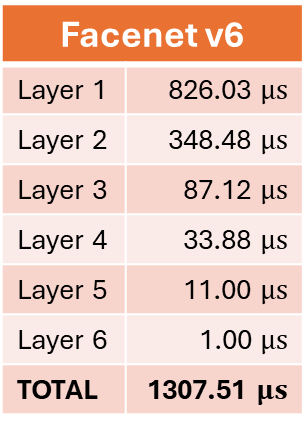 Facenet v6
Layer 1 826.03 µs
Layer 2 348.48 µs
Layer 3 87.12 µs
Layer 4 33.88 µs
Layer 5 11.00 µs
Layer 6 1.00 µs
TOTAL 1307.51 µs